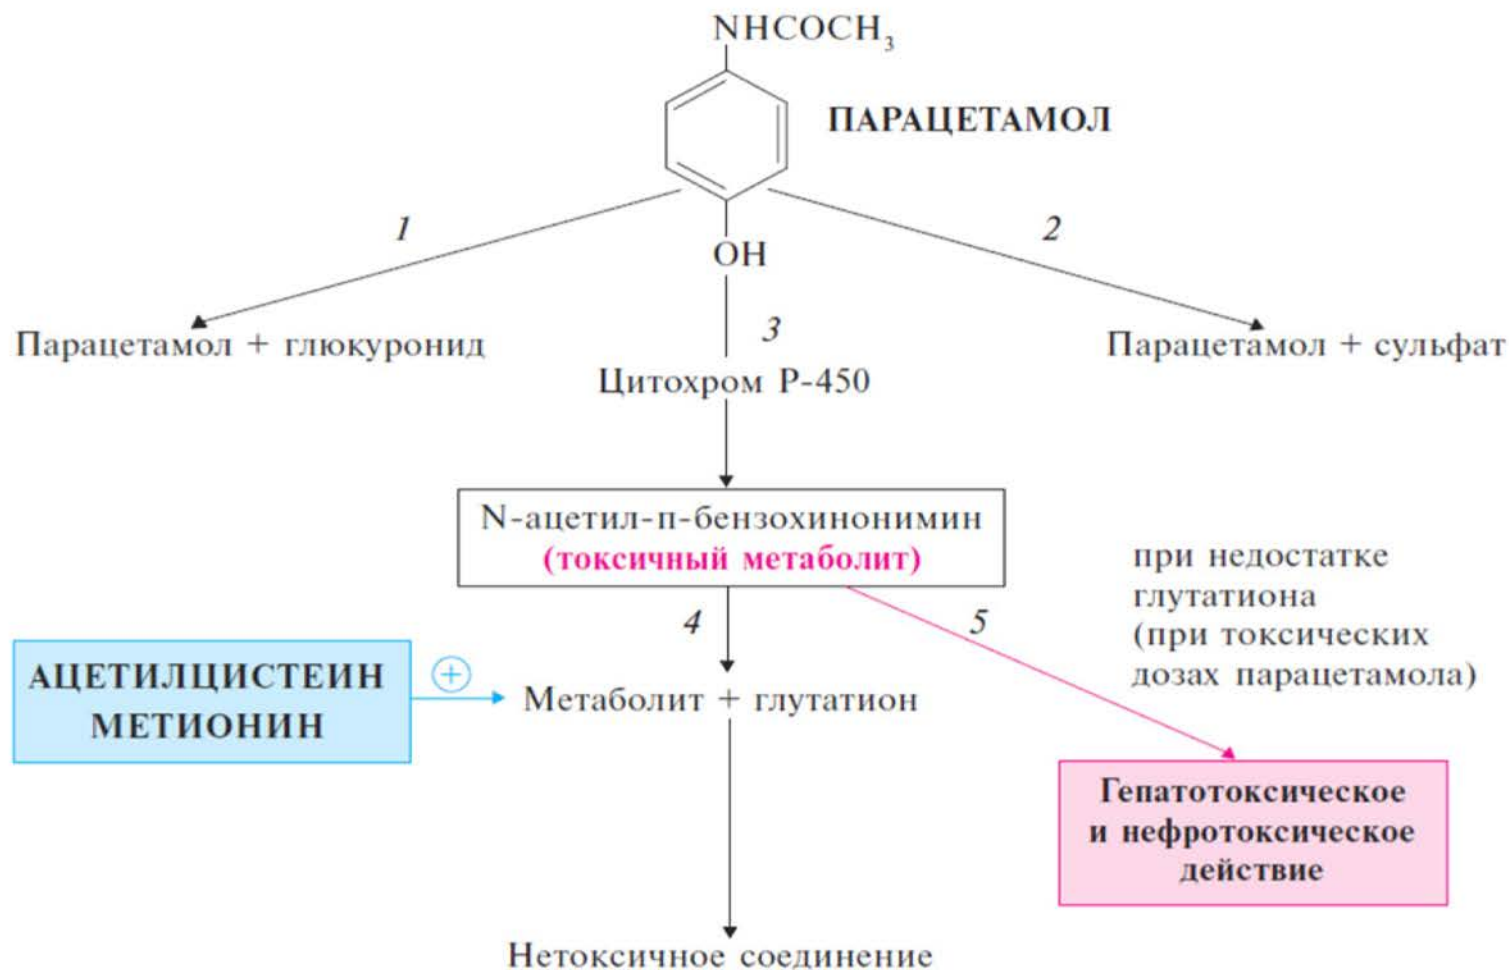 NHCOCH₃
ПАРАЦЕТАМОЛ
1
2
OH
3
Парацетамол + глюкуронид
Парацетамол + сульфат
Цитохром Р-450
N-ацетил-п-бензохинонимин
(токсичный метаболит)
при недостатке
глутатиона
(при токсических
дозах парацетамола)
4
5
АЦЕТИЛЦИСТЕИН
МЕТИОНИН
+
Метаболит + глутатион
Гепатотоксическое
и нефротоксическое
действие
Нетоксичное соединение